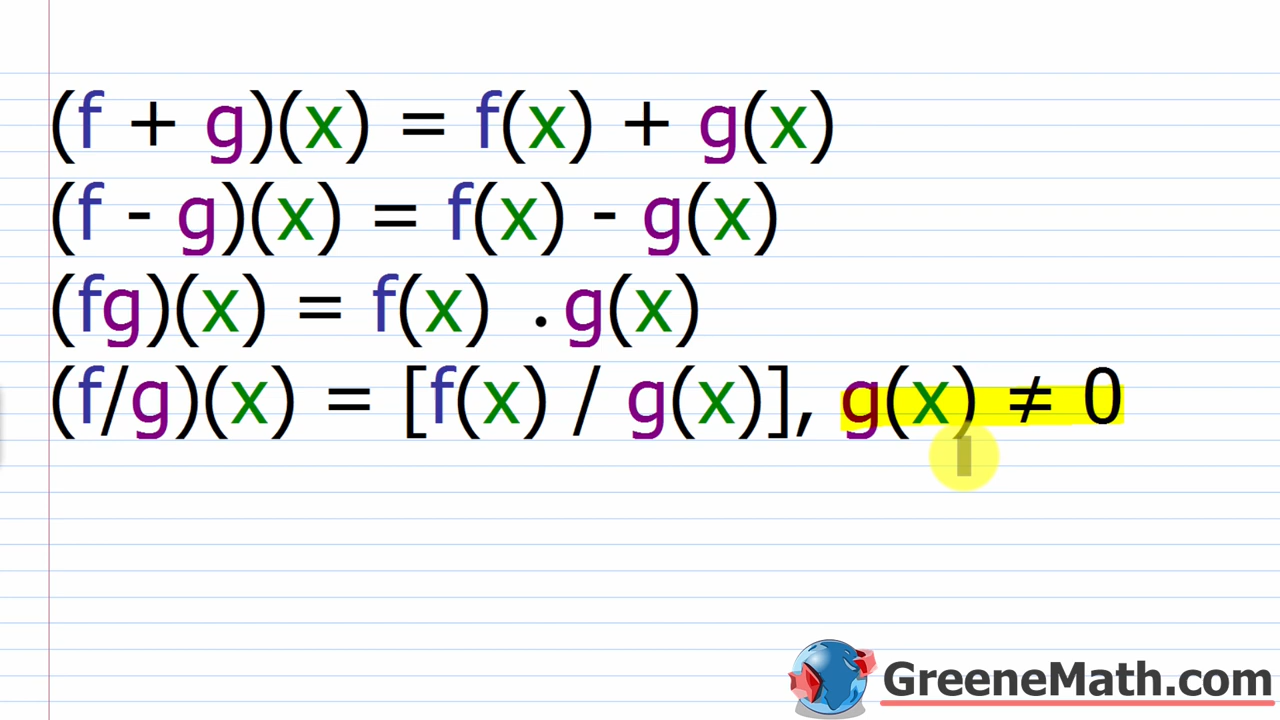 (f + g)(x) = f(x) + g(x)
(f - g)(x) = f(x) - g(x)
(fg)(x) = f(x) · g(x)
(f/g)(x) = [f(x) / g(x)], g(x) ≠ 0
GreeneMath.com